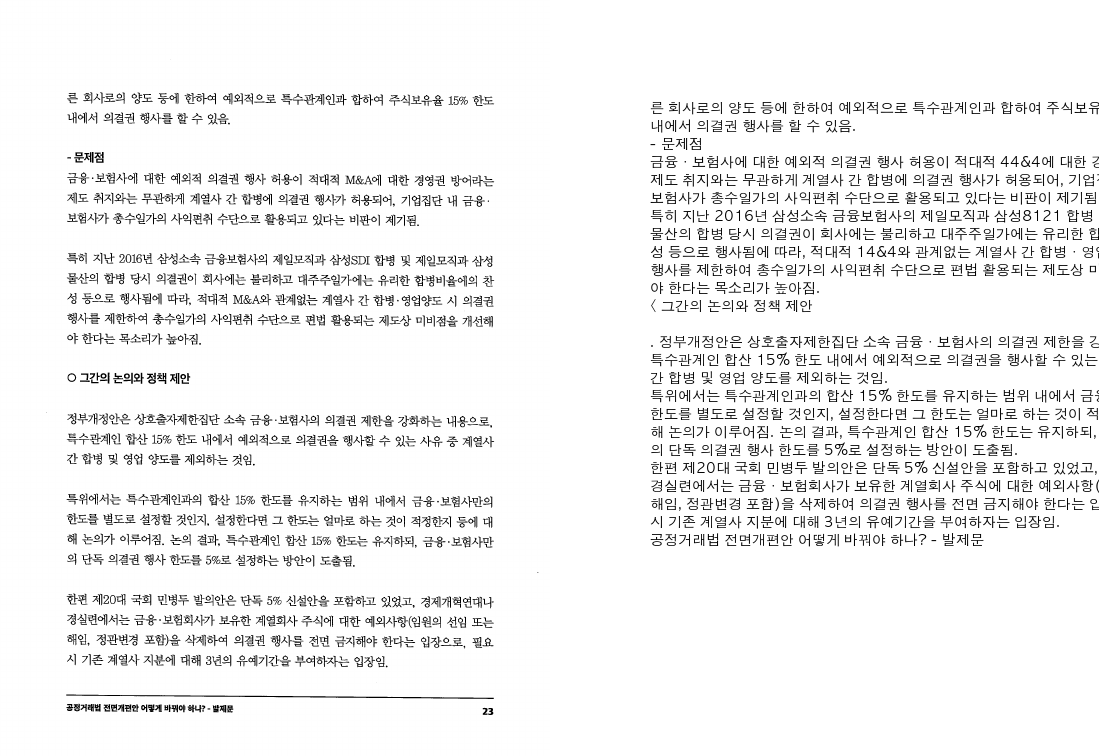 른 회사로의 양도 등에 한하여 예외적으로 특수관계인과 합하여 주식보유율 15% 한도
내에서 의결권 행사를 할 수 있음.
- 문제점
금융··보험사에 대한 예외적 의결권 행사 허용이 적대적 M&A에 대한 경영권 방어라는
제도 취지와는 무관하게 계열사 간 합병에 의결권 행사가 허용되어, 기업집단 내 금융·
보험사가 총수일가의 사익편취 수단으로 활용되고 있다는 비판이 제기됨.
특히 지난 2016년 삼성소속 금융보험사의 제일모직과 삼성SDI 합병 및 제일모직과 삼성
물산의 합병 당시 의결권이 회사에는 불리하고 대주주일가에는 유리한 합병비율에의 찬
성 등으로 행사됨에 따라, 적대적 M&A와 관계없는 계열사 간 합병·영업양도 시 의결권
행사를 제한하여 총수일가의 사익편취 수단으로 편법 활용되는 제도상 미비점을 개선해
야 한다는 목소리가 높아짐.
○ 그간의 논의와 정책 제안
정부개정안은 상호출자제한집단 소속 금융·보험사의 의결권 제한을 강화하는 내용으로,
특수관계인 합산 15% 한도 내에서 예외적으로 의결권을 행사할 수 있는 사유 중 계열사
간 합병 및 영업 양도를 제외하는 것임.
특위에서는 특수관계인과의 합산 15% 한도를 유지하는 범위 내에서 금융·보험사만의
한도를 별도로 설정할 것인지, 설정한다면 그 한도는 얼마로 하는 것이 적정한지 등에 대
해 논의가 이루어짐. 논의 결과, 특수관계인 합산 15% 한도는 유지하되, 금융·보험사만
의 단독 의결권 행사 한도를 5%로 설정하는 방안이 도출됨.
한편 제20대 국회 민병두 발의안은 단독 5% 신설안을 포함하고 있었고, 경제개혁연대나
경실련에서는 금융·보험회사가 보유한 계열회사 주식에 대한 예외사항(임원의 선임 또는
해임, 정관변경 포함)을 삭제하여 의결권 행사를 전면 금지해야 한다는 입장으로, 필요
시 기존 계열사 지분에 대해 3년의 유예기간을 부여하자는 입장임.
공정거래법 전면개편안 어떻게 바꿔야 하나? - 발제문
23
른 회사로의 양도 등에 한하여 예외적으로 특수관계인과 합하여 주식보유
내에서 의결권 행사를 할 수 있음.
- 문제점
금융 · 보험사에 대한 예외적 의결권 행사 허용이 적대적 44&4에 대한 경
제도 취지와는 무관하게 계열사 간 합병에 의결권 행사가 허용되어, 기업집
보험사가 총수일가의 사익편취 수단으로 활용되고 있다는 비판이 제기됨
특히 지난 2016년 삼성소속 금융보험사의 제일모직과 삼성8121 합병
물산의 합병 당시 의결권이 회사에는 불리하고 대주주일가에는 유리한 합
성 등으로 행사됨에 따라, 적대적 14&4와 관계없는 계열사 간 합병 · 영업
행사를 제한하여 총수일가의 사익편취 수단으로 편법 활용되는 제도상 미
야 한다는 목소리가 높아짐.
〈 그간의 논의와 정책 제안
. 정부개정안은 상호출자제한집단 소속 금융 · 보험사의 의결권 제한을 강
특수관계인 합산 15% 한도 내에서 예외적으로 의결권을 행사할 수 있는
간 합병 및 영업 양도를 제외하는 것임.
특위에서는 특수관계인과의 합산 15% 한도를 유지하는 범위 내에서 금융
한도를 별도로 설정할 것인지, 설정한다면 그 한도는 얼마로 하는 것이 적
해 논의가 이루어짐. 논의 결과, 특수관계인 합산 15% 한도는 유지하되,
의 단독 의결권 행사 한도를 5%로 설정하는 방안이 도출됨.
한편 제20대 국회 민병두 발의안은 단독 5% 신설안을 포함하고 있었고,
경실련에서는 금융 · 보험회사가 보유한 계열회사 주식에 대한 예외사항(
해임, 정관변경 포함)을 삭제하여 의결권 행사를 전면 금지해야 한다는 입
시 기존 계열사 지분에 대해 3년의 유예기간을 부여하자는 입장임.
공정거래법 전면개편안 어떻게 바꿔야 하나? - 발제문